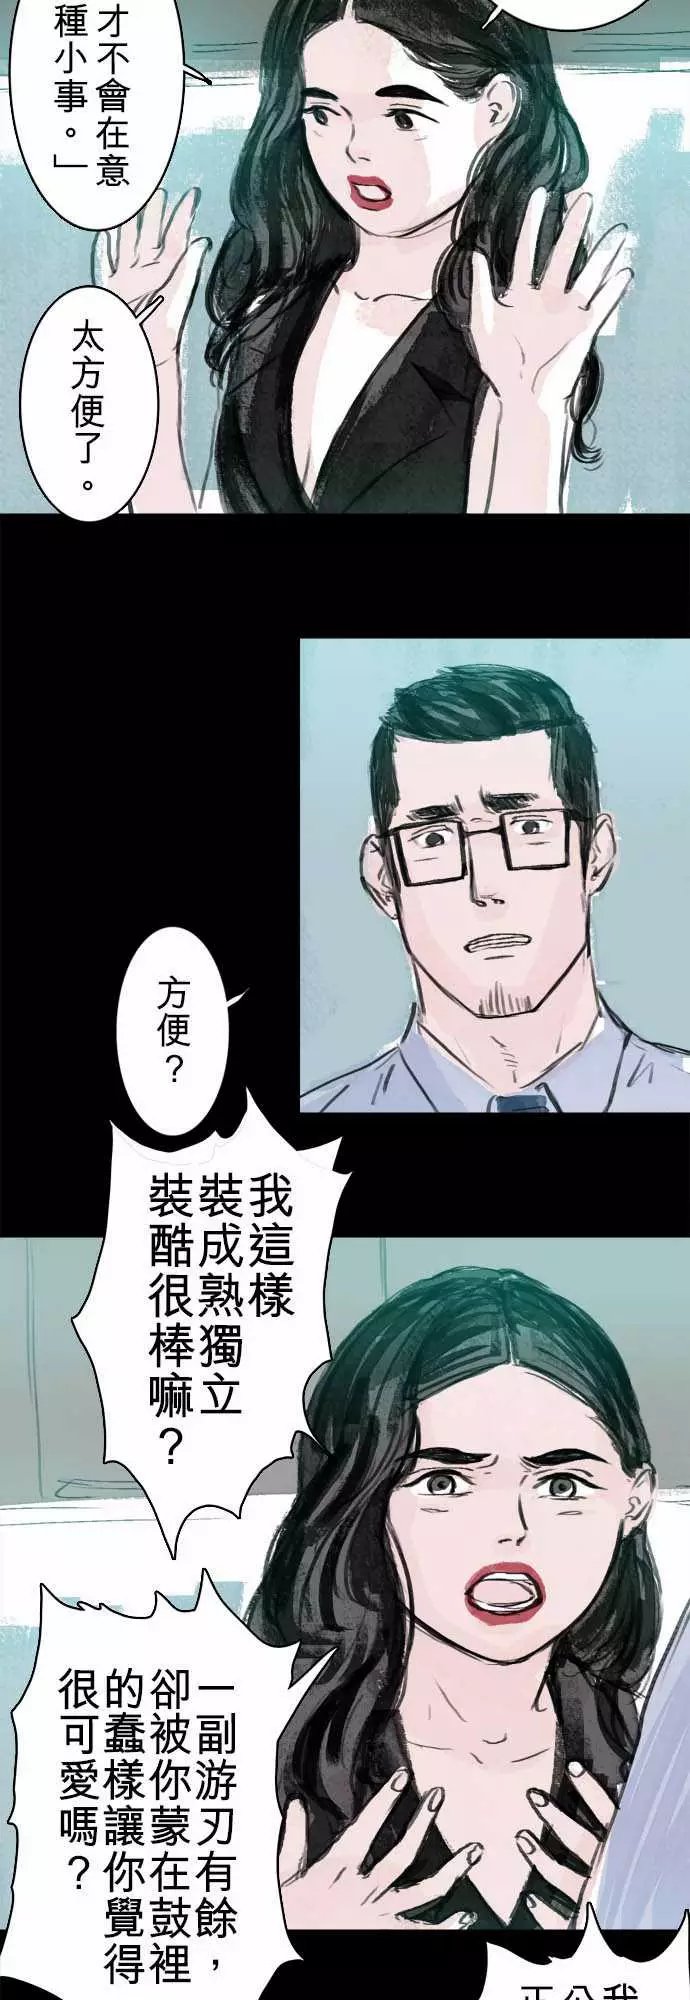 才不會在意
種小事。」
太方便了。
方便？
我這樣
裝成熟獨立
裝酷很棒嘛？
一副游刃有餘，
卻被你蒙在鼓裡
的蠢樣讓你覺得
很可愛嗎？